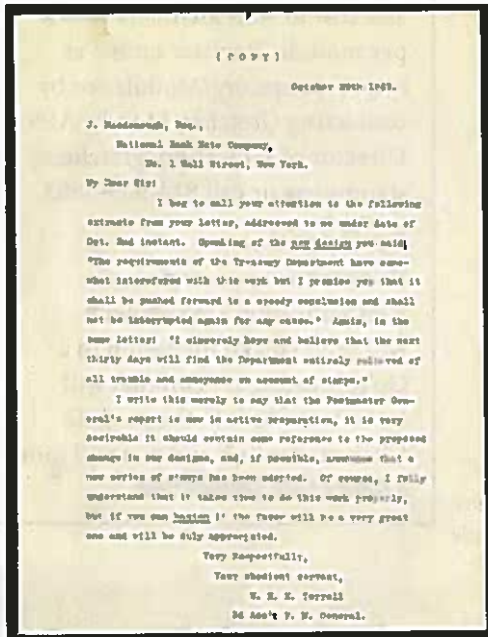 (COPY)
October 28th 1869.
J. Macdonough, Esq.,
National Bank Note Company,
No. 1 Wall Street, New York.
My Dear Sir:
I beg to call your attention to the following
extracts from your letter, addressed to me under date of
Oct. 2nd instant. Speaking of the new design you said
"The requirements of the Treasury Department have some-
what interefered with this work but I promise you that it
shall be pushed forward to a speedy conclusion and shall
not be interrupted again for any cause." Again, in the
same letter: "I sincerely hope and believe that the next
thirty days will find the Department entirely relieved of
all trouble and annoyance on account of stamps."
I write this merely to say that the Postmaster Gen-
eral's report is now in active preparation, it is very
desirable it should contain some reference to the proposed
change in our designs, and, if possible, announce that a
new series of stamps has been adopted. Of course, I fully
understand that it takes time to do this work properly,
but if you can hasten it the favor will be a very great
one and will be duly appreciated.
Very Respectfully,
Your obedient servant,
W. H. H. Terrell
3d Ass't P. M. General.